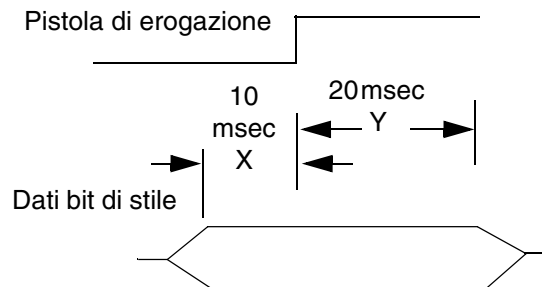 Pistola di erogazione
10
msec
X
20msec
Y
Dati bit di stile